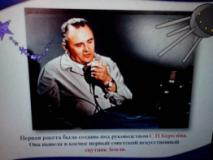 Первая ракета была создана под руководством С.П.Королёва.
Она вывела в космос первый советский искусственный
спутник Земли.